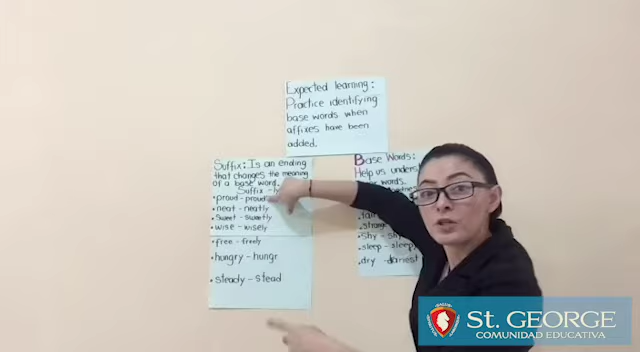 Expected learning:
Practice identifying
base words when
affixes have been
added.
Suffix: Is an ending
that changes the meaning
of a base word.
Suffix
• proud - proud
• neat - neatly
• Sweet - sweetly
• wise - wisely
• free - freely
• hungry - hungr
• steady - stead
Base Words:
Help us unders
words.
• shy - sh
• sleep - sleep
• dry - driest
St. GEORGE
COMUNIDAD EDUCATIVA